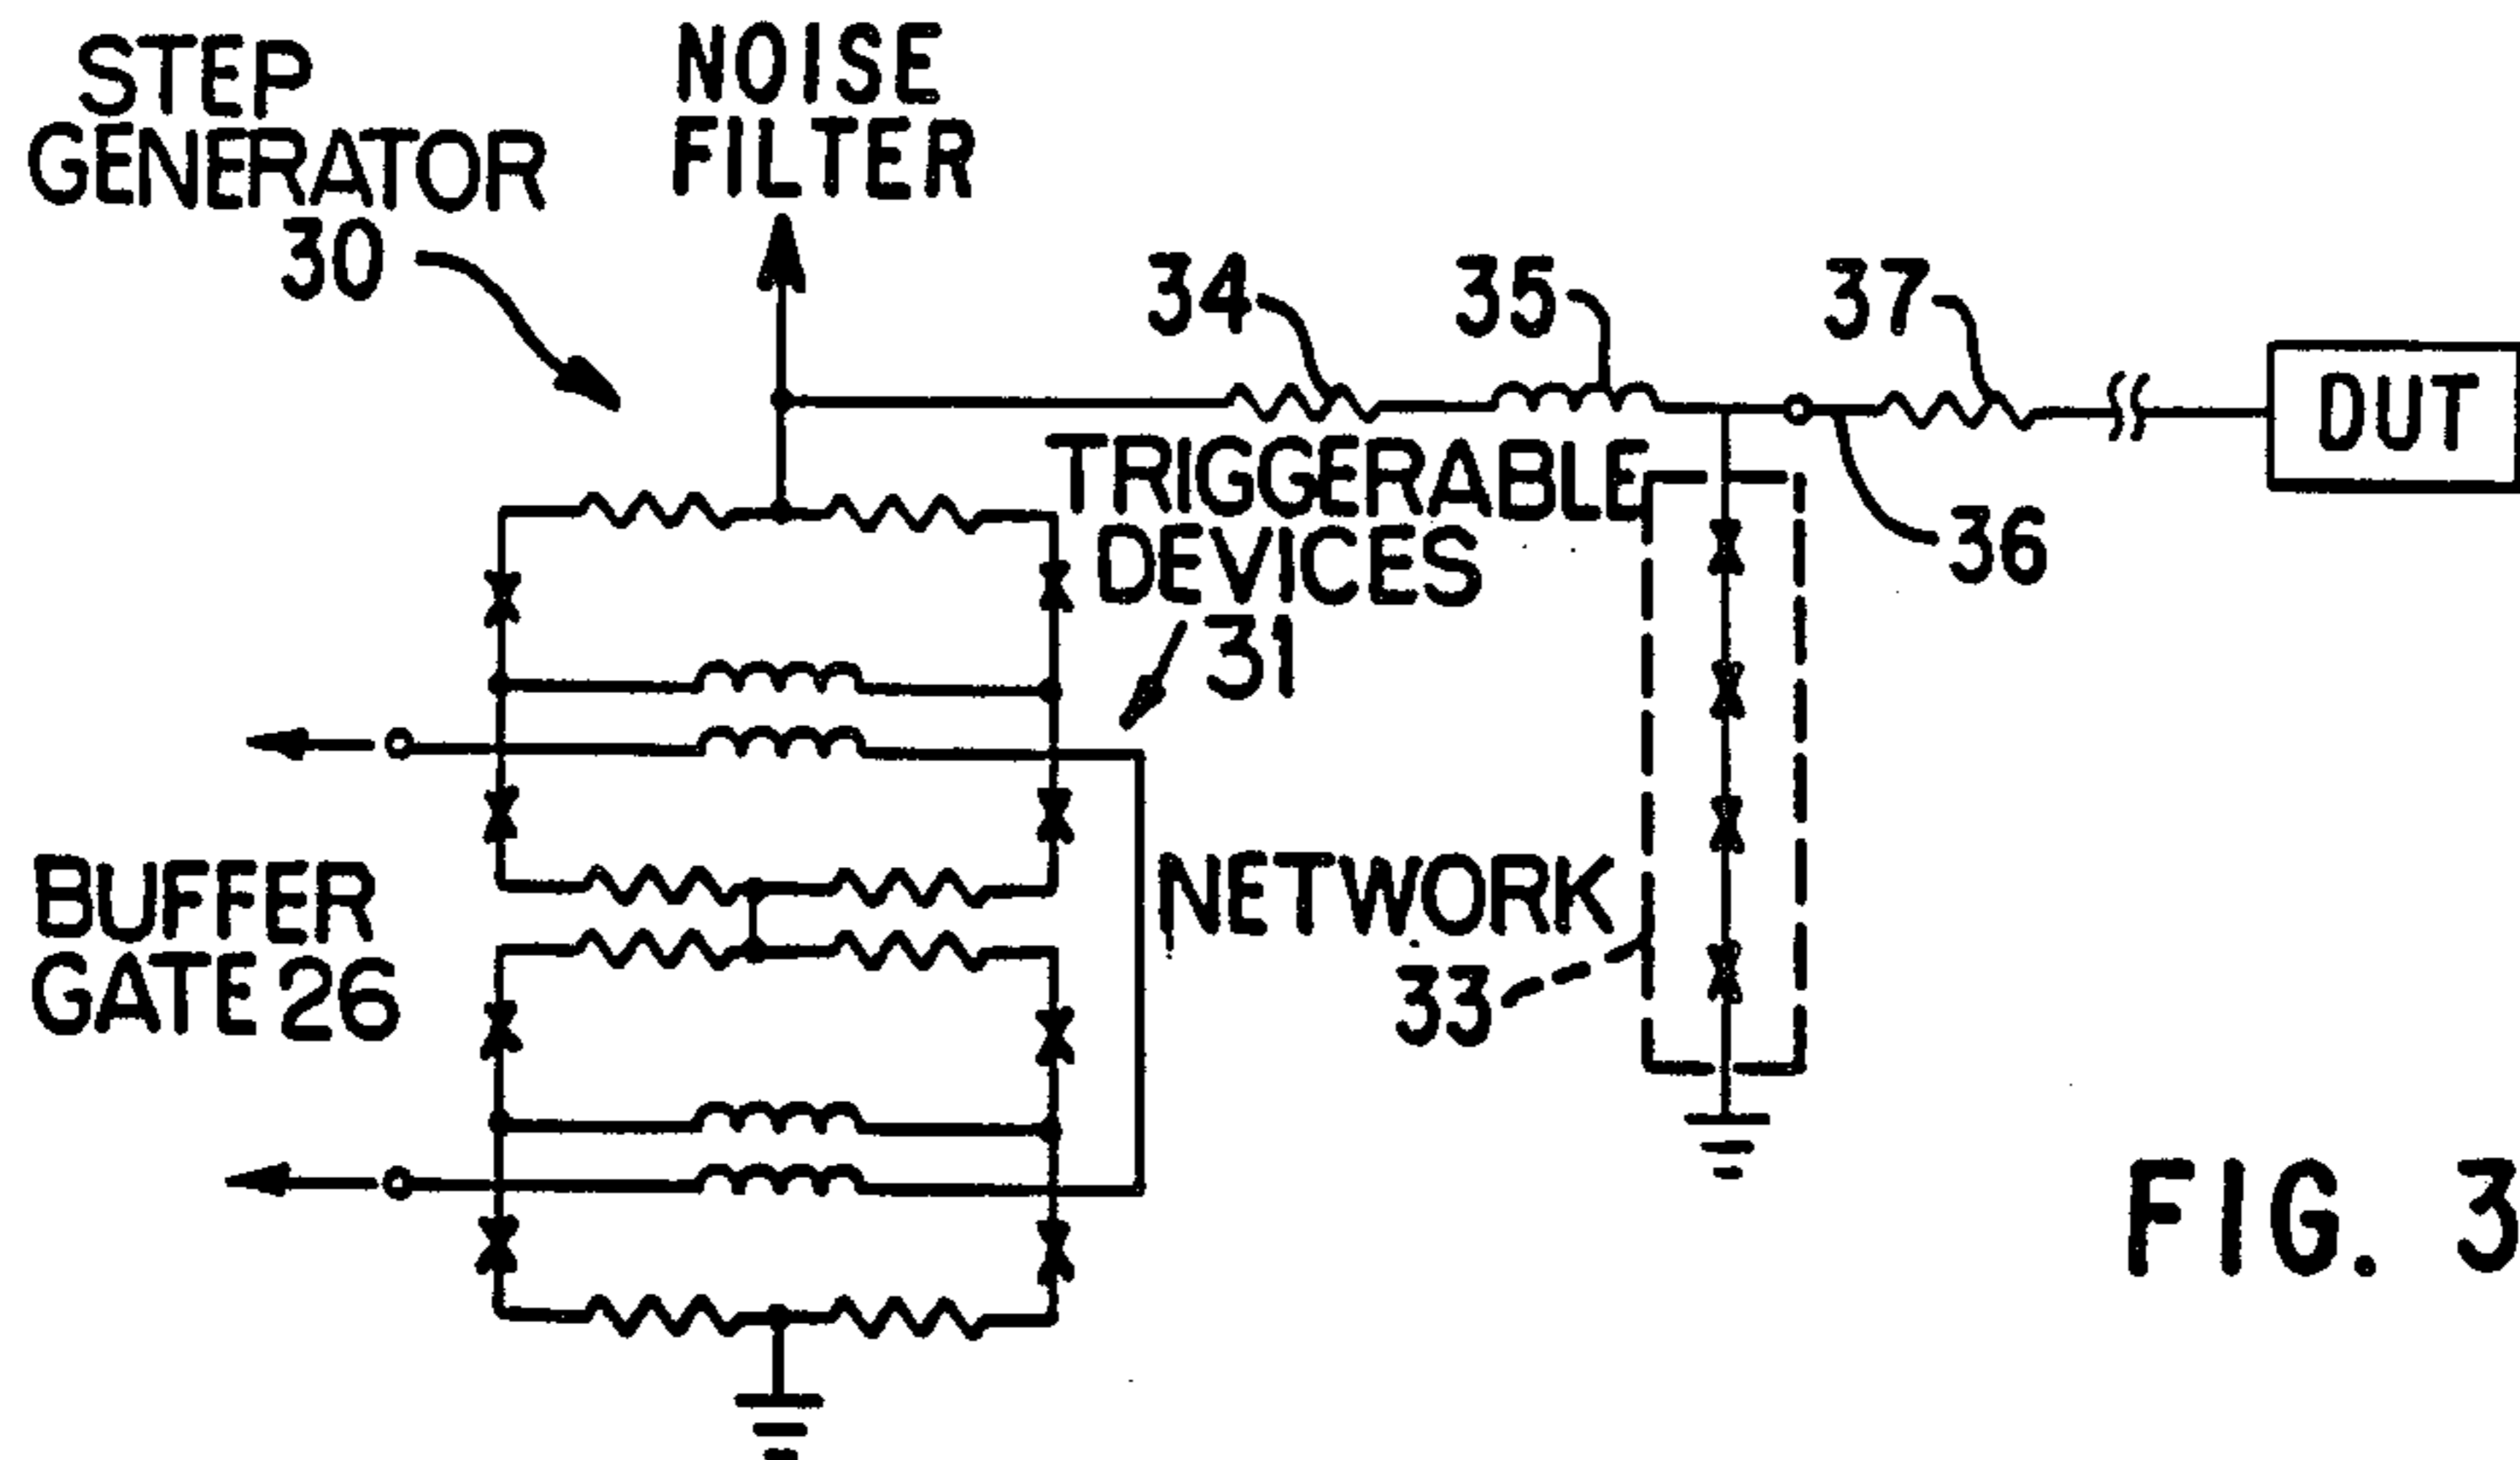 STEP
GENERATOR
30
NOISE
FILTER
34
35
37
DUT
TRIGGERABLE
DEVICES
31
36
BUFFER
GATE 26
NETWORK
33
FIG. 3